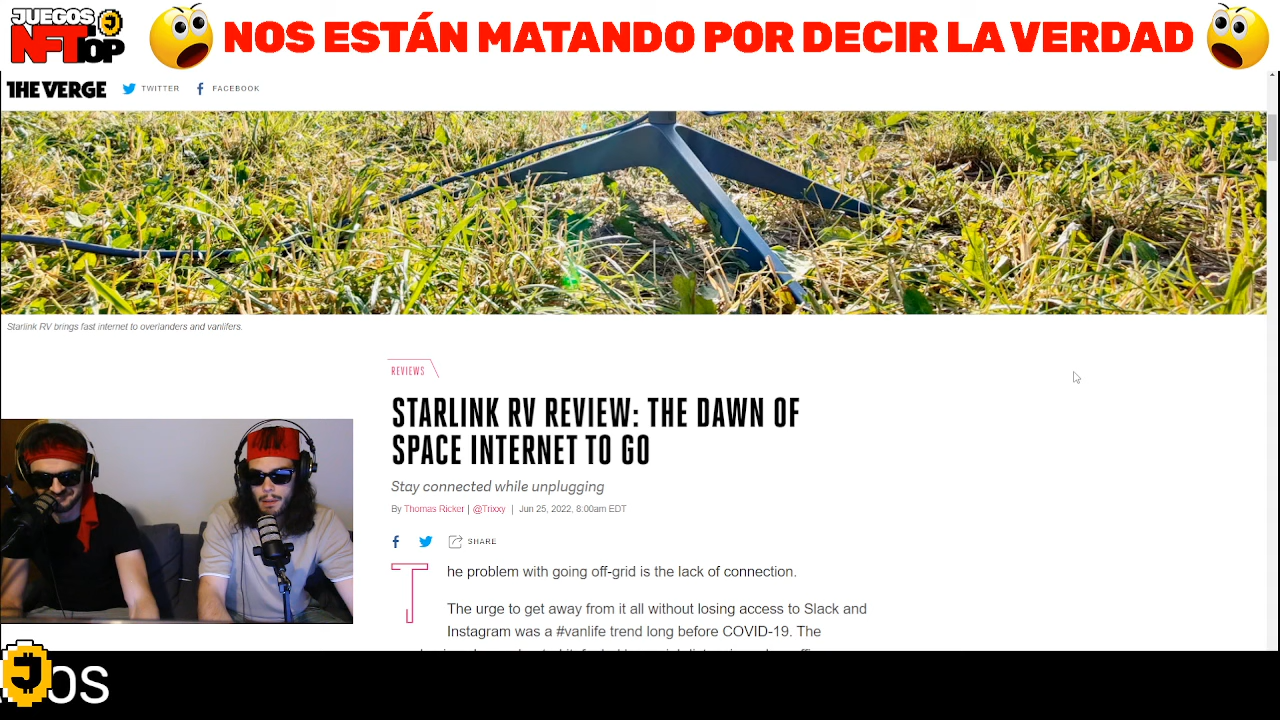 JUEGOS
NFT TOP
NOS ESTÁN MATANDO POR DECIR LA VERDAD
THE VERGE TWITTER FACEBOOK
Starlink RV brings fast internet to overlanders and vanlifers.
REVIEWS
STARLINK RV REVIEW: THE DAWN OF
SPACE INTERNET TO GO
Stay connected while unplugging
By Thomas Ricker | @Trixxy | Jun 25, 2022, 8:00am EDT
SHARE
The problem with going off-grid is the lack of connection.
The urge to get away from it all without losing access to Slack and
Instagram was a #vanlife trend long before COVID-19. The
J OS